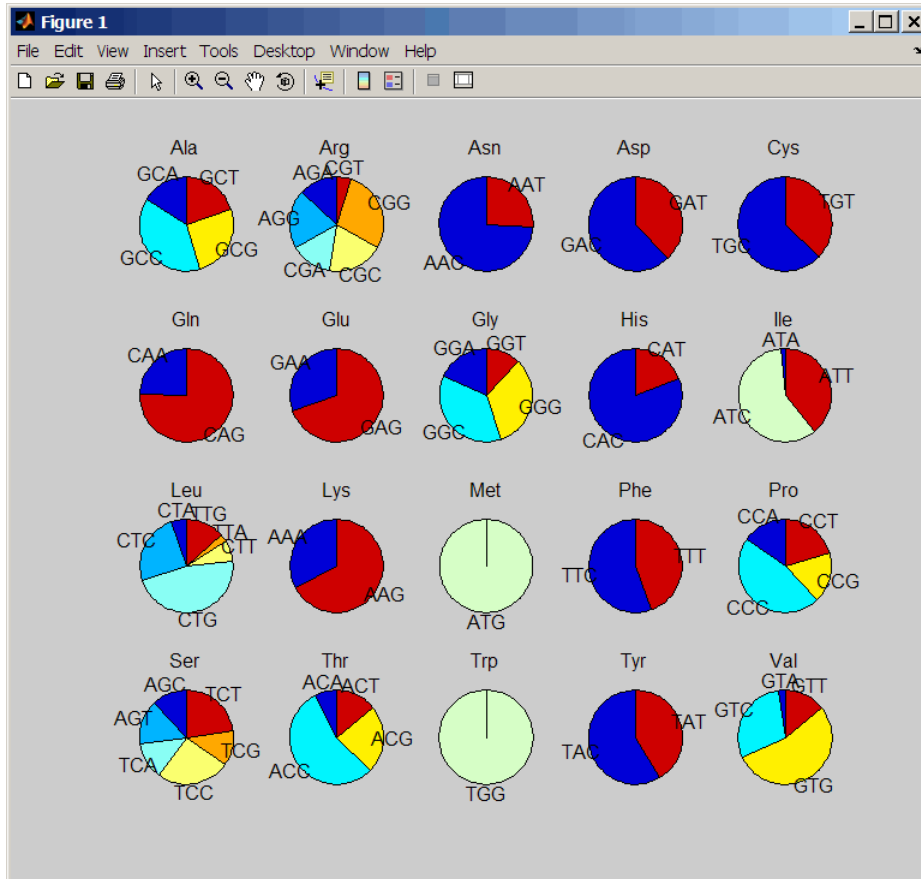 Figure 1
File Edit View Insert Tools Desktop Window Help
Ala Arg Asn Asp Cys
GCA GCT AGA CGT AAT GAT TGT
AGG CGG
GCC GCG CGA CGC AAC GAC TGC
Gln Glu Gly His Ile
CAA GAA GGA GGT CAT ATA ATT
CAG GAG GGC GGG CAC ATC
Leu Lys Met Phe Pro
CTA TTG AAA CCA CCT
CTC TTA CTT TTC TTT
CTG AAG ATG CCC CCG
Ser Thr Trp Tyr Val
AGC TCT ACA ACT GTA GTT
AGT TCG ACG TAC TAT GTC
TCA TCC ACC TGG GTG